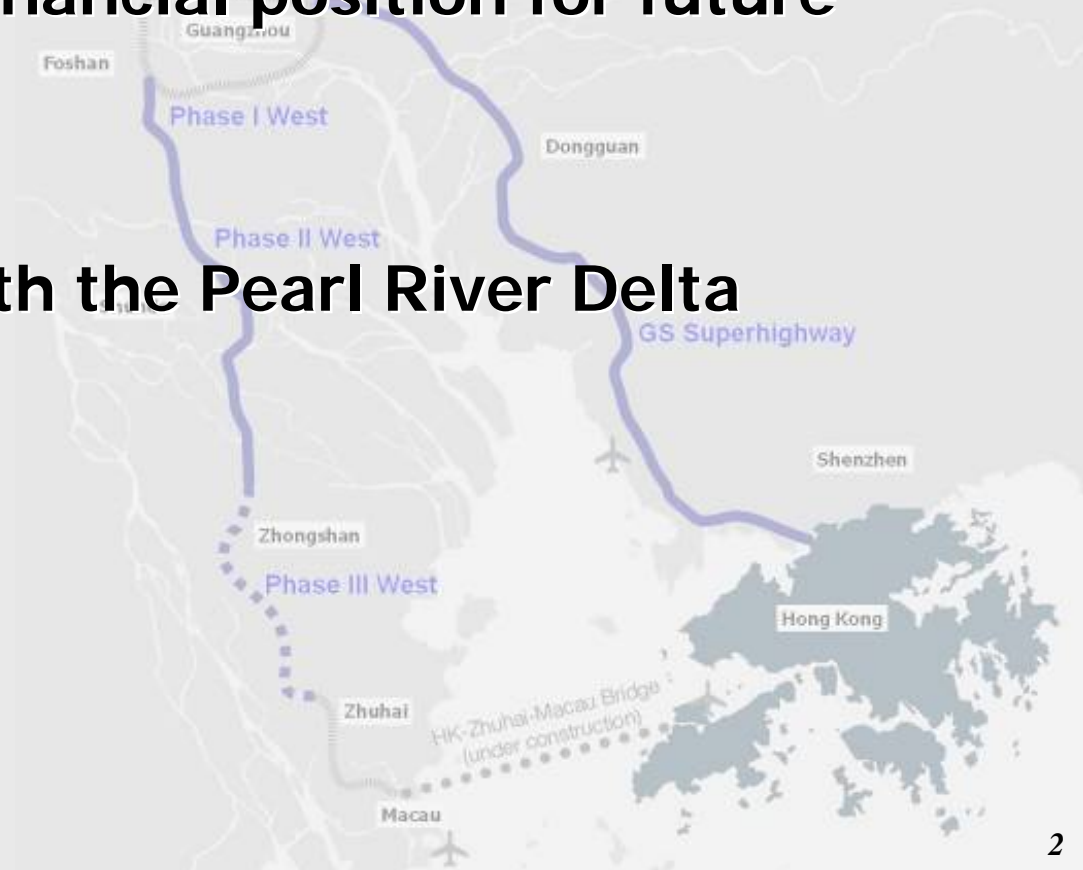 nancial position for future
Guangzhou
Foshan
Phase I West
Dongguan
Phase II West
th the Pearl River Delta
GS Superhighway
Shenzhen
Zhongshan
Phase III West
Hong Kong
Zhuhai
HK-Zhuhai-Macau Bridge
(under construction)
Macau
2